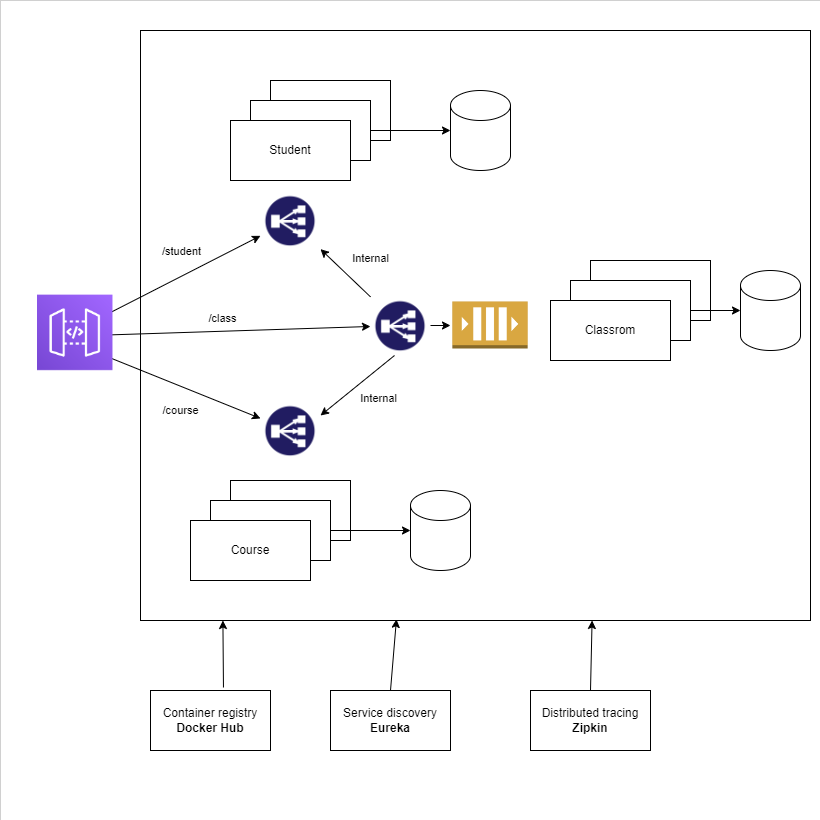 Student
/student
Internal
/class
Classrom
Internal
/course
Course
Container registry
Docker Hub
Service discovery
Eureka
Distributed tracing
Zipkin